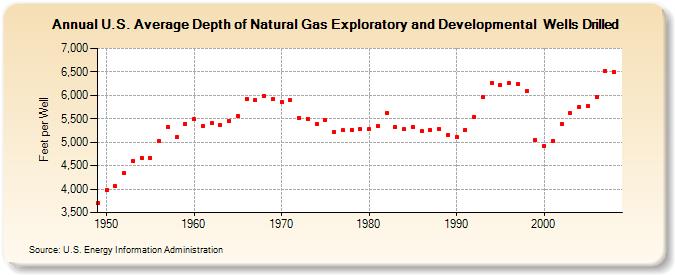 Annual U.S. Average Depth of Natural Gas Exploratory and Developmental Wells Drilled
Feet per Well
7,000
6,500
6,000
5,500
5,000
4,500
4,000
3,500
1950 1960 1970 1980 1990 2000
Source: U.S. Energy Information Administration